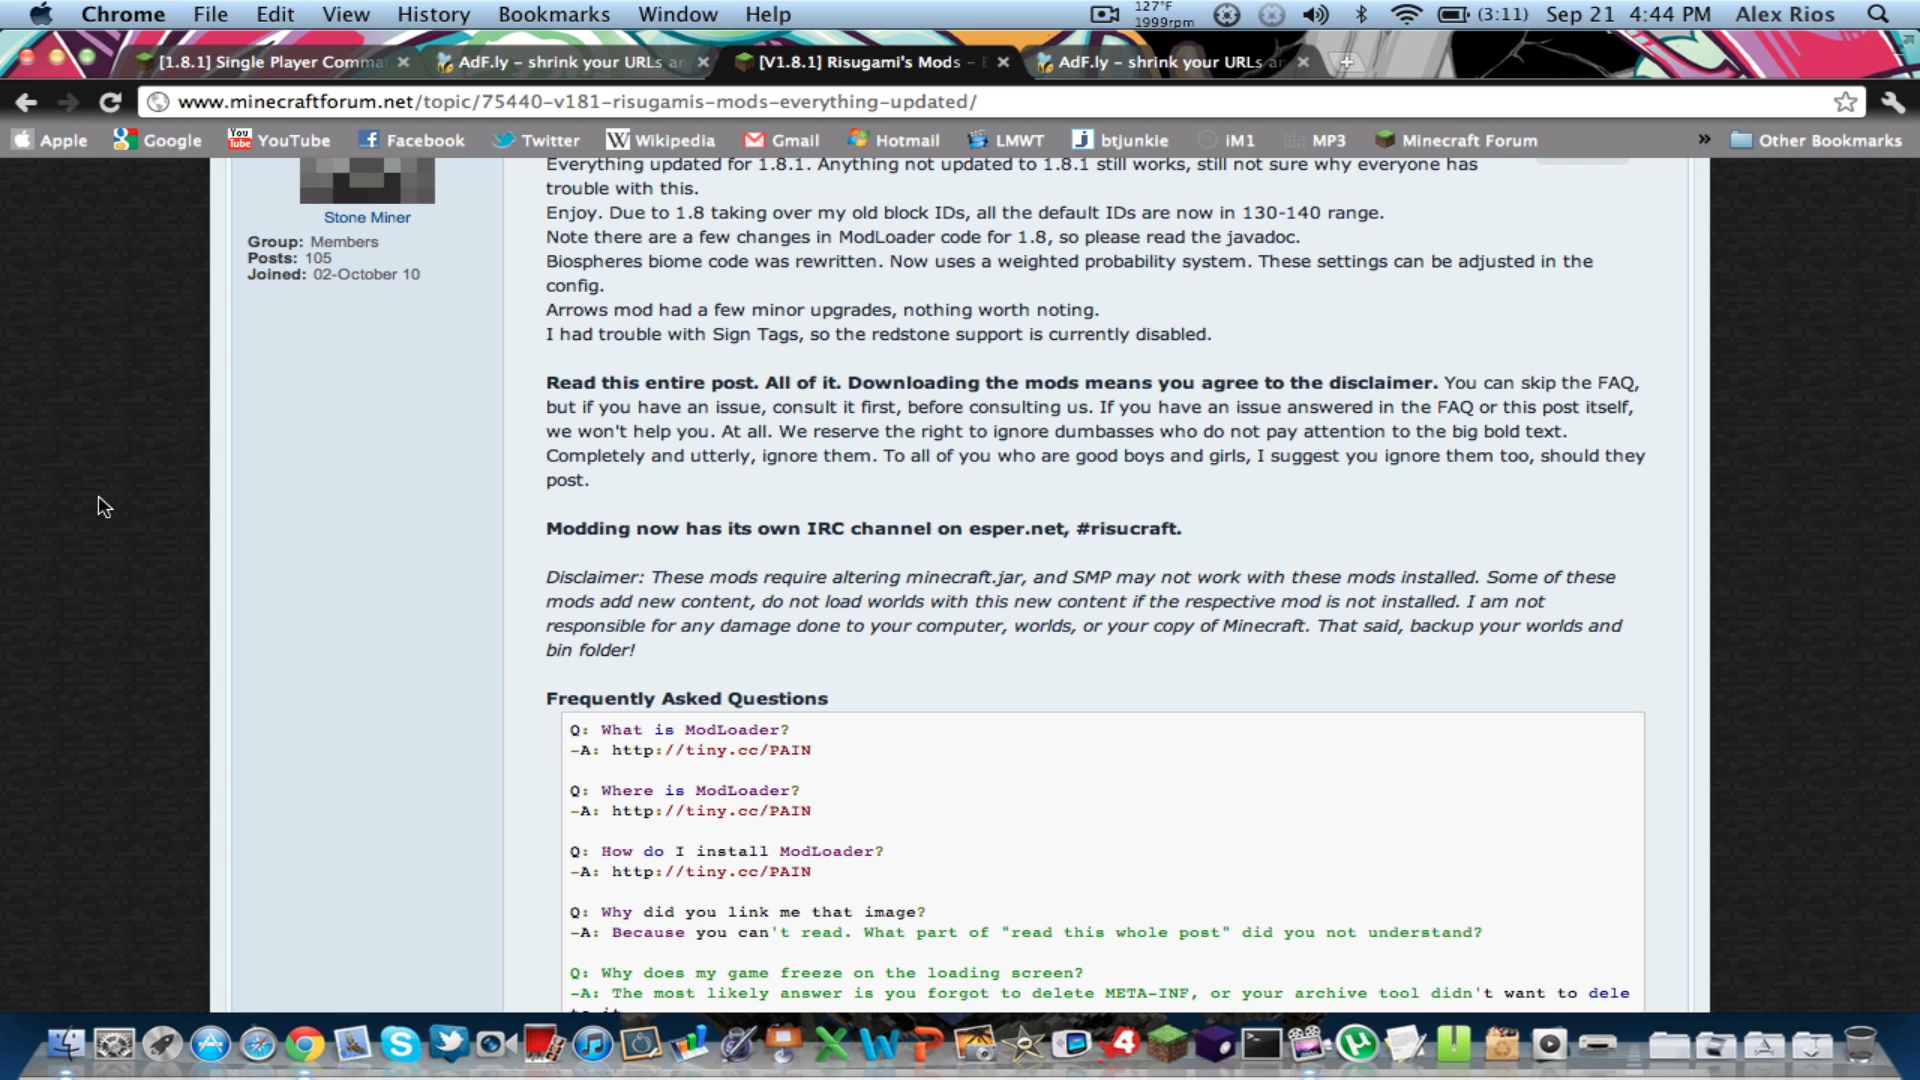 Chrome File Edit View History Bookmarks Window Help 127°F 1999rpm (3:11) Sep 21 4:44 PM Alex Rios
[1.8.1] Single Player Comma AdF.ly – shrink your URLs an [V1.8.1] Risugami's Mods – E AdF.ly – shrink your URLs an
www.minecraftforum.net/topic/75440-v181-risugamis-mods-everything-updated/
Apple Google You Tube YouTube Facebook Twitter Wikipedia Gmail Hotmail LMWT btjunkie iM1 MP3 Minecraft Forum » Other Bookmarks
Stone Miner
Group: Members
Posts: 105
Joined: 02-October 10
Everything updated for 1.8.1. Anything not updated to 1.8.1 still works, still not sure why everyone has
trouble with this.
Enjoy. Due to 1.8 taking over my old block IDs, all the default IDs are now in 130-140 range.
Note there are a few changes in ModLoader code for 1.8, so please read the javadoc.
Biospheres biome code was rewritten. Now uses a weighted probability system. These settings can be adjusted in the
config.
Arrows mod had a few minor upgrades, nothing worth noting.
I had trouble with Sign Tags, so the redstone support is currently disabled.
Read this entire post. All of it. Downloading the mods means you agree to the disclaimer. You can skip the FAQ,
but if you have an issue, consult it first, before consulting us. If you have an issue answered in the FAQ or this post itself,
we won't help you. At all. We reserve the right to ignore dumbasses who do not pay attention to the big bold text.
Completely and utterly, ignore them. To all of you who are good boys and girls, I suggest you ignore them too, should they
post.
Modding now has its own IRC channel on esper.net, #risucraft.
Disclaimer: These mods require altering minecraft.jar, and SMP may not work with these mods installed. Some of these
mods add new content, do not load worlds with this new content if the respective mod is not installed. I am not
responsible for any damage done to your computer, worlds, or your copy of Minecraft. That said, backup your worlds and
bin folder!
Frequently Asked Questions
Q: What is ModLoader?
-A: http://tiny.cc/PAIN
Q: Where is ModLoader?
-A: http://tiny.cc/PAIN
Q: How do I install ModLoader?
-A: http://tiny.cc/PAIN
Q: Why did you link me that image?
-A: Because you can't read. What part of "read this whole post" did you not understand?
Q: Why does my game freeze on the loading screen?
-A: The most likely answer is you forgot to delete META-INF, or your archive tool didn't want to dele